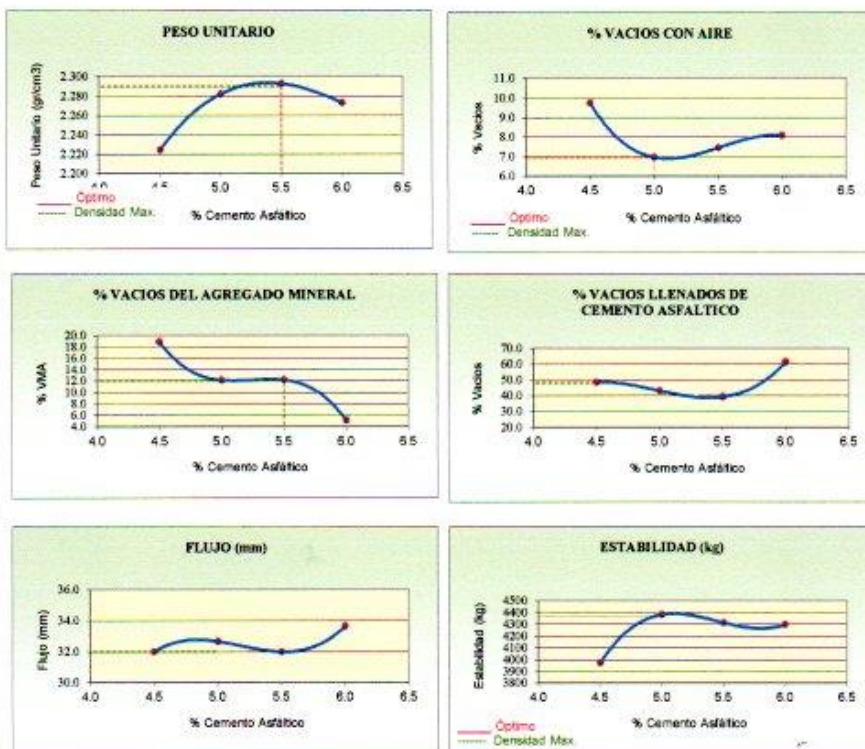 PESO UNITARIO
Peso Unitario (gr/cm3)
2.300
2.280
2.260
2.240
2.220
2.200
4.0 4.5 5.0 5.5 6.0 6.5
% Cemento Asfáltico
Óptimo
Densidad Max.
% VACIOS CON AIRE
% Vacios
11.0
10.0
9.0
8.0
7.0
6.0
4.0 4.5 5.0 5.5 6.0 6.5
% Cemento Asfáltico
Óptimo
Densidad Max.
% VACIOS DEL AGREGADO MINERAL
% VMA
20.0
18.0
16.0
14.0
12.0
10.0
8.0
6.0
4.0
4.0 4.5 5.0 5.5 6.0 6.5
% Cemento Asfáltico
% VACIOS LLENADOS DE
CEMENTO ASFALTICO
% Vacios
70.0
60.0
50.0
40.0
30.0
20.0
4.0 4.5 5.0 5.5 6.0 6.5
% Cemento Asfáltico
FLUJO (mm)
Flujo (mm)
36.0
34.0
32.0
30.0
4.0 4.5 5.0 5.5 6.0 6.5
% Cemento Asfáltico
ESTABILIDAD (kg)
Estabilidad (kg)
4500
4400
4300
4200
4100
4000
3900
3800
4.0 4.5 5.0 5.5 6.0 6.5
% Cemento Asfáltico
Óptimo
Densidad Max.